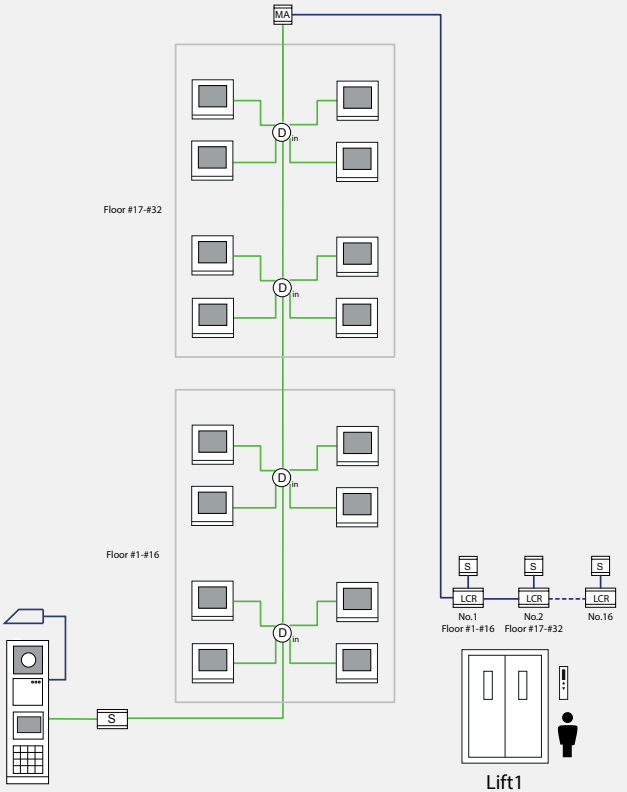 MA
D
in
Floor #17-#32
D
in
D
in
Floor #1-#16
D
in
S
S S S
LCR LCR LCR
No.1 No.2 No.16
Floor #1-#16 Floor #17-#32
Lift1